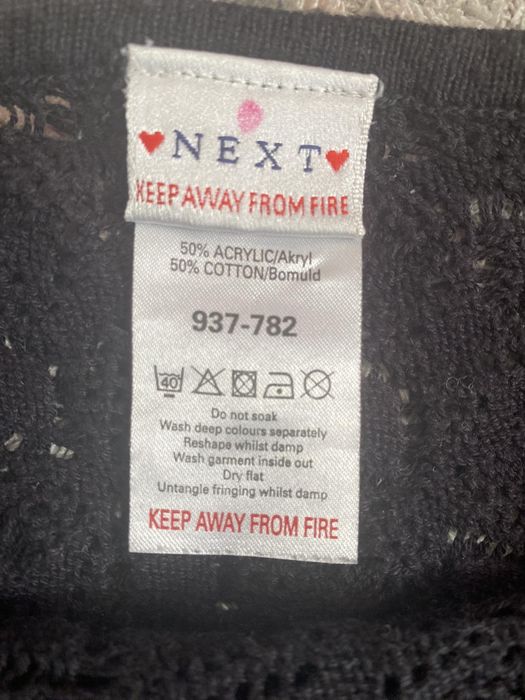 NEXT
KEEP AWAY FROM FIRE
50% ACRYLIC/Akryl
50% COTTON/Bomuld
937-782
40
Do not soak
Wash deep colours separately
Reshape whilst damp
Wash garment inside out
Dry flat
Untangle fringing whilst damp
KEEP AWAY FROM FIRE